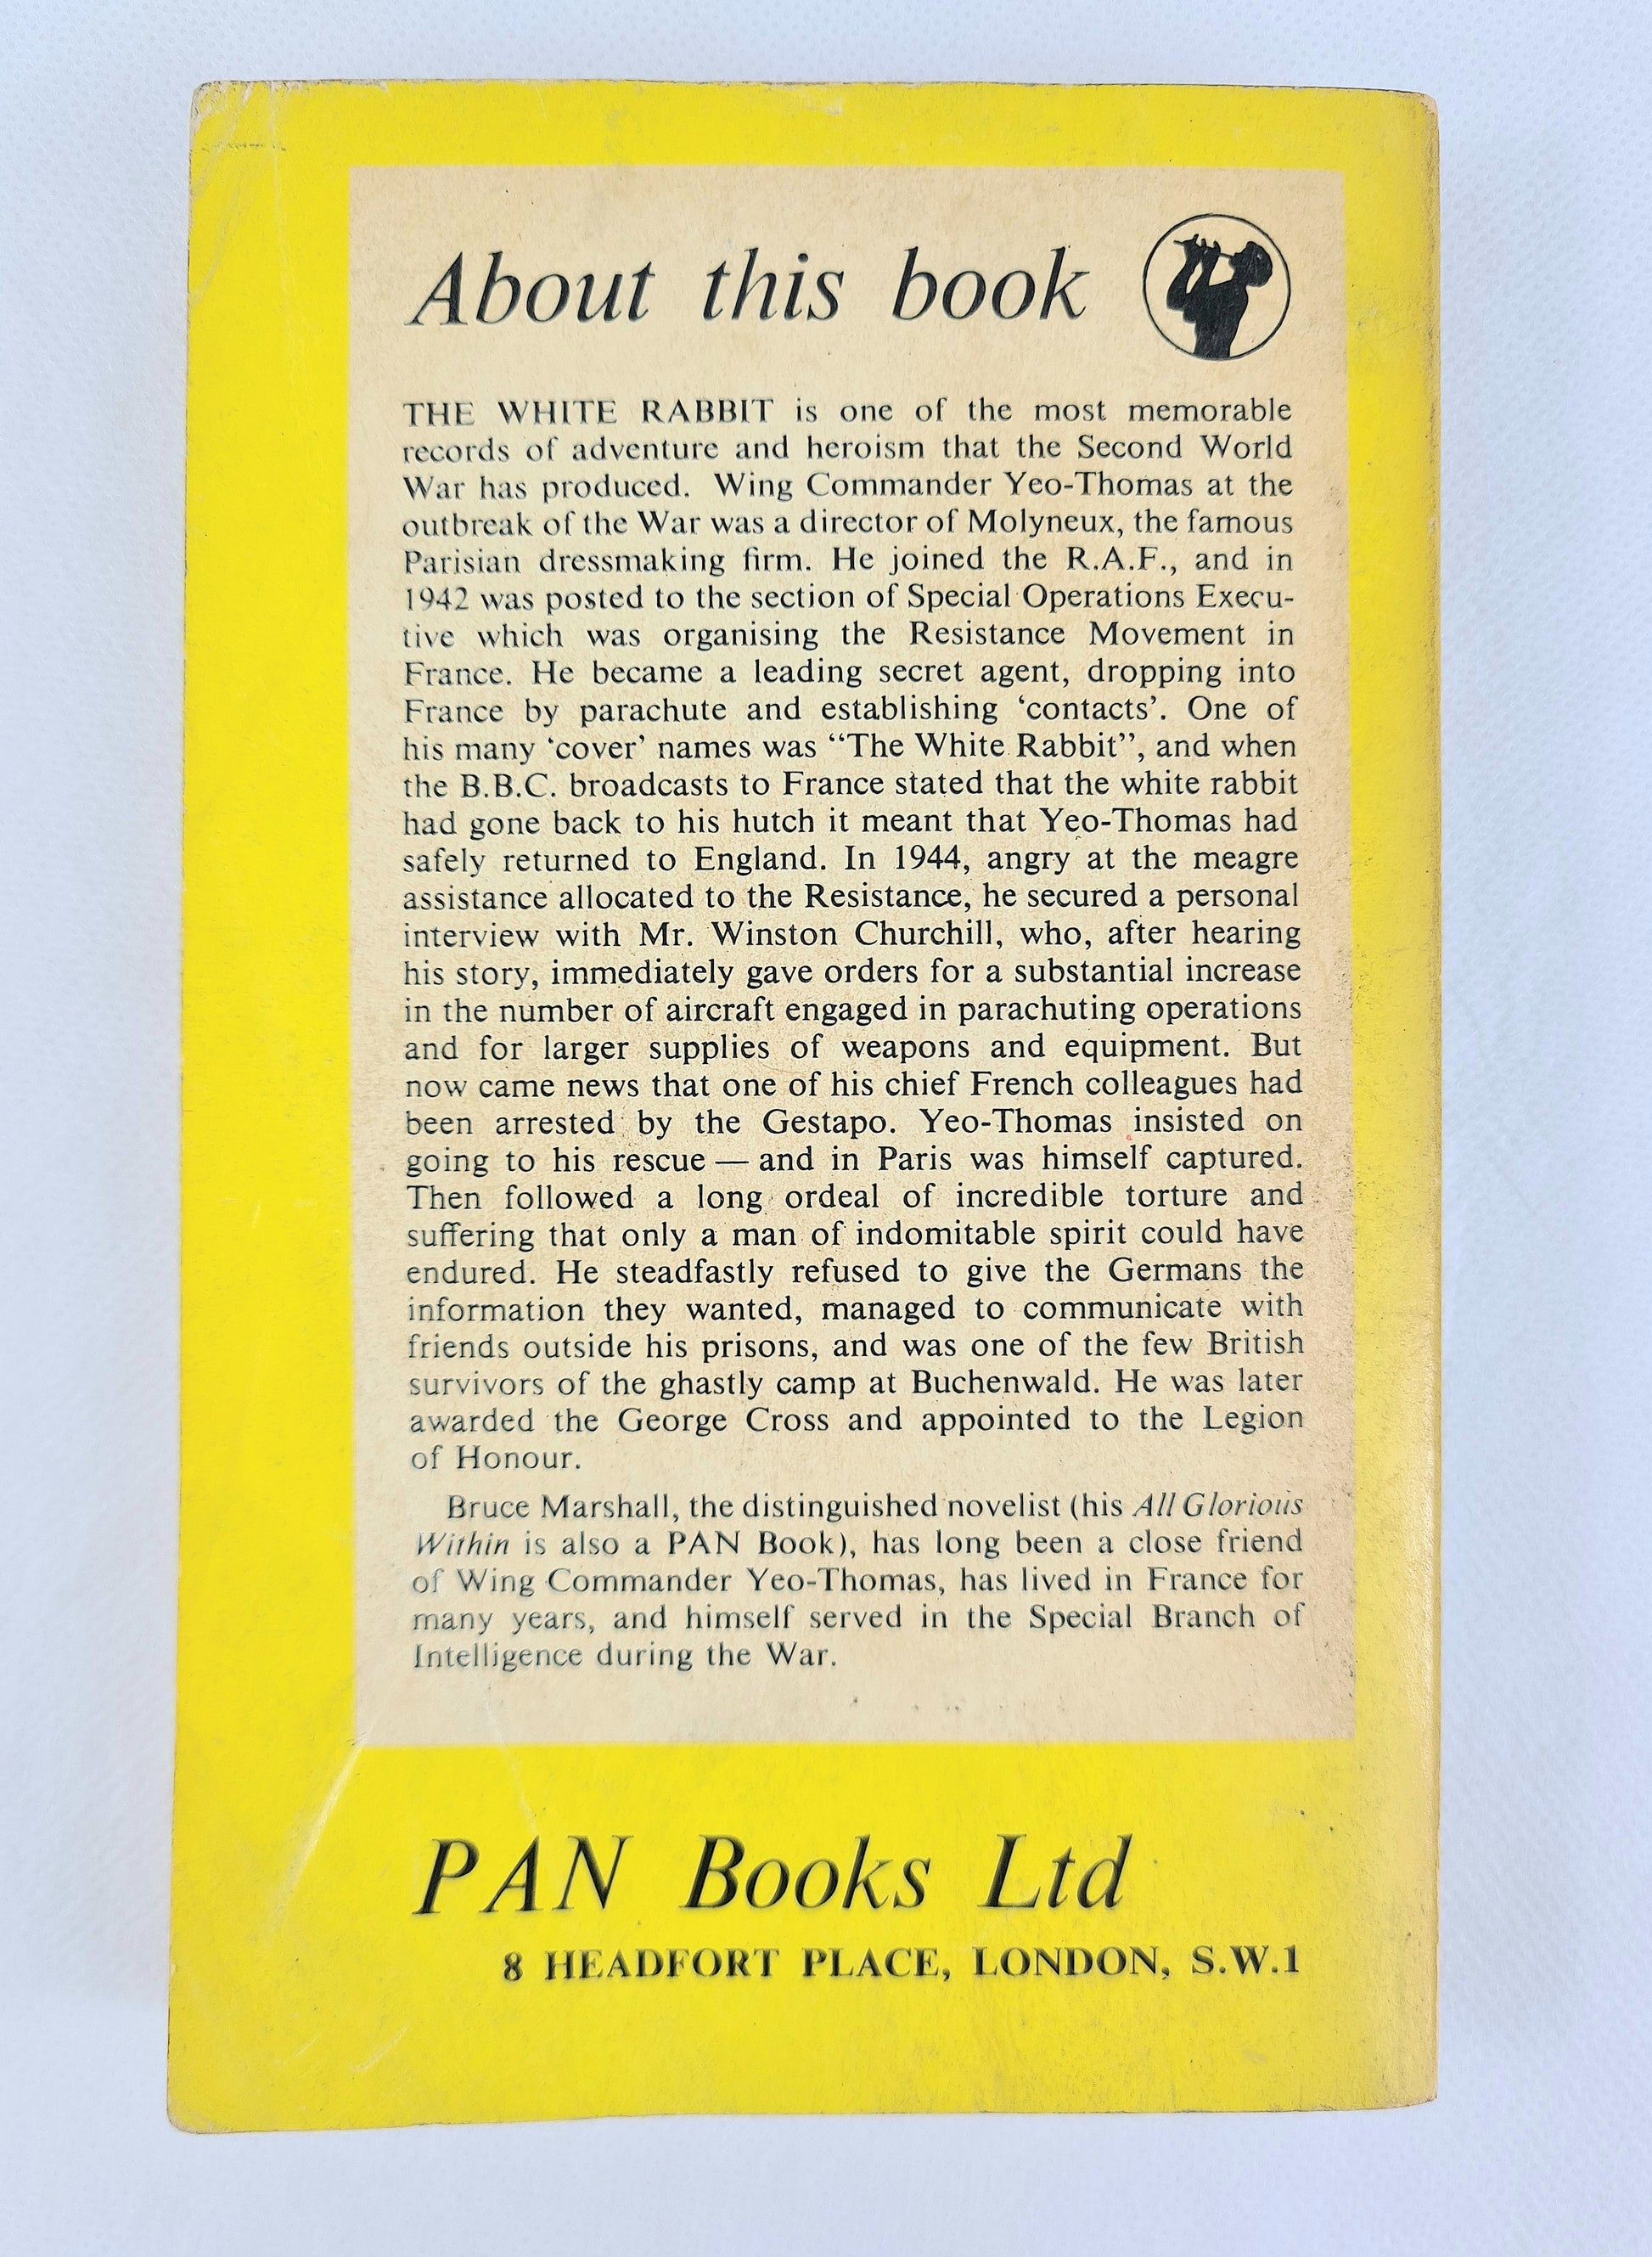 About this book
THE WHITE RABBIT is one of the most memorable
records of adventure and heroism that the Second World
War has produced. Wing Commander Yeo-Thomas at the
outbreak of the War was a director of Molyneux, the famous
Parisian dressmaking firm. He joined the R.A.F., and in
1942 was posted to the section of Special Operations Execu-
tive which was organising the Resistance Movement in
France. He became a leading secret agent, dropping into
France by parachute and establishing ‘contacts’. One of
his many ‘cover’ names was “The White Rabbit”, and when
the B.B.C. broadcasts to France stated that the white rabbit
had gone back to his hutch it meant that Yeo-Thomas had
safely returned to England. In 1944, angry at the meagre
assistance allocated to the Resistance, he secured a personal
interview with Mr. Winston Churchill, who, after hearing
his story, immediately gave orders for a substantial increase
in the number of aircraft engaged in parachuting operations
and for larger supplies of weapons and equipment. But
now came news that one of his chief French colleagues had
been arrested by the Gestapo. Yeo-Thomas insisted on
going to his rescue — and in Paris was himself captured.
Then followed a long ordeal of incredible torture and
suffering that only a man of indomitable spirit could have
endured. He steadfastly refused to give the Germans the
information they wanted, managed to communicate with
friends outside his prisons, and was one of the few British
survivors of the ghastly camp at Buchenwald. He was later
awarded the George Cross and appointed to the Legion
of Honour.
Bruce Marshall, the distinguished novelist (his All Glorious
Within is also a PAN Book), has long been a close friend
of Wing Commander Yeo-Thomas, has lived in France for
many years, and himself served in the Special Branch of
Intelligence during the War.
PAN Books Ltd
8 HEADFORT PLACE, LONDON, S.W.1